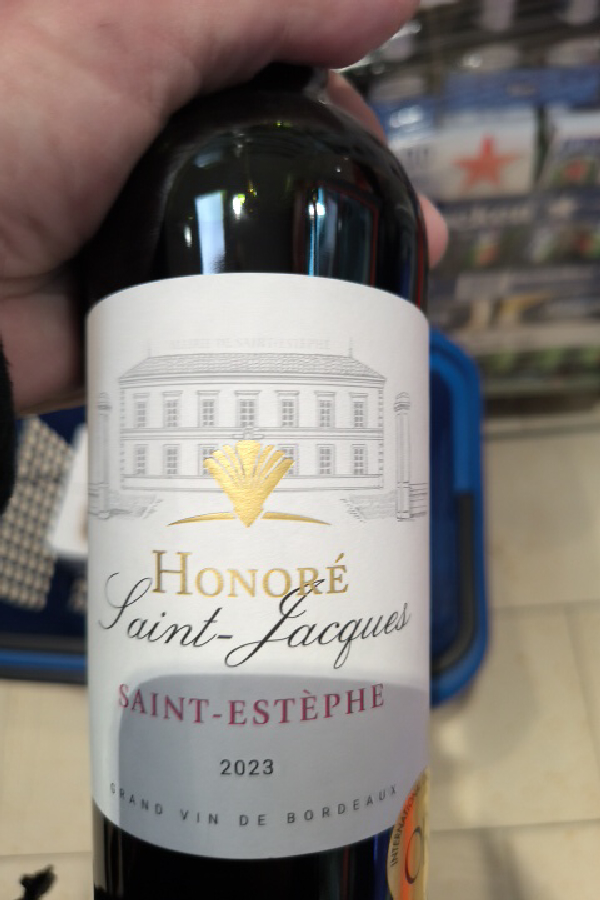 HONORÉ
Saint-Jacques
SAINT-ESTÈPHE
2023
GRAND VIN DE BORDEAUX